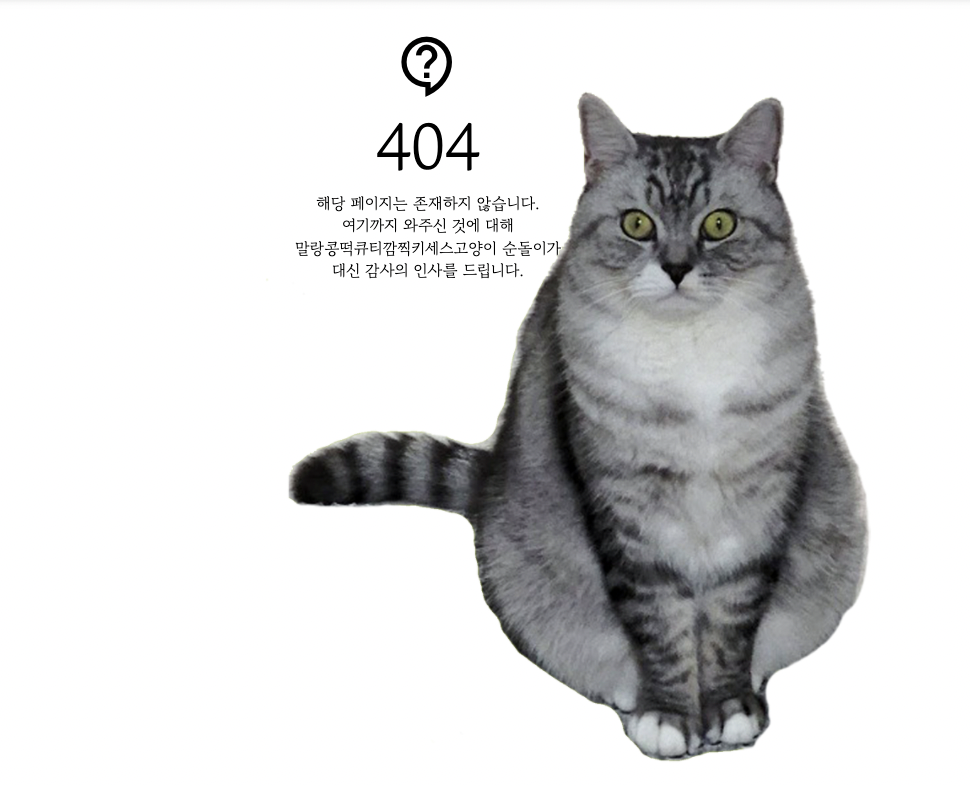 ?
404
해당 페이지는 존재하지 않습니다.
여기까지 와주신 것에 대해
말랑콩떡큐티깜찍키세스고양이 순돌이가
대신 감사의 인사를 드립니다.